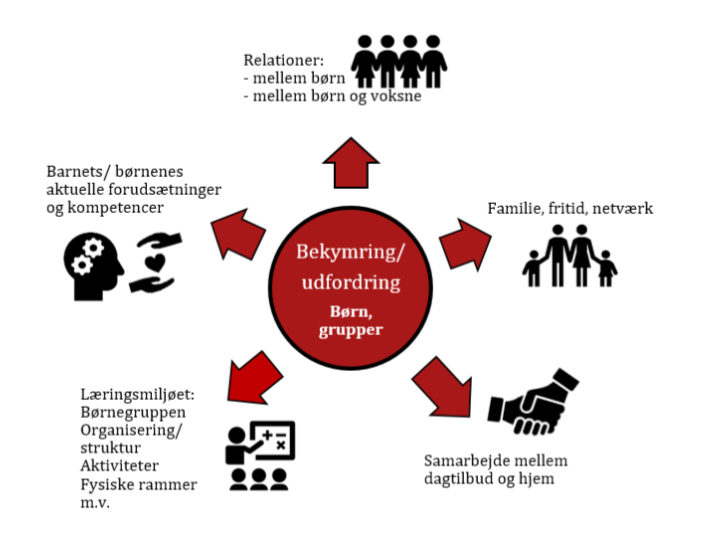 Relationer:
- mellem børn
- mellem børn og voksne
Barnets/ børnenes
aktuelle forudsætninger
og kompetencer
Familie, fritid, netværk
Bekymring/
udfordring
Børn,
grupper
Læringsmiljøet:
Børnegruppen
Organisering/
struktur
Aktiviteter
Fysiske rammer
m.v.
Samarbejde mellem
dagtilbud og hjem